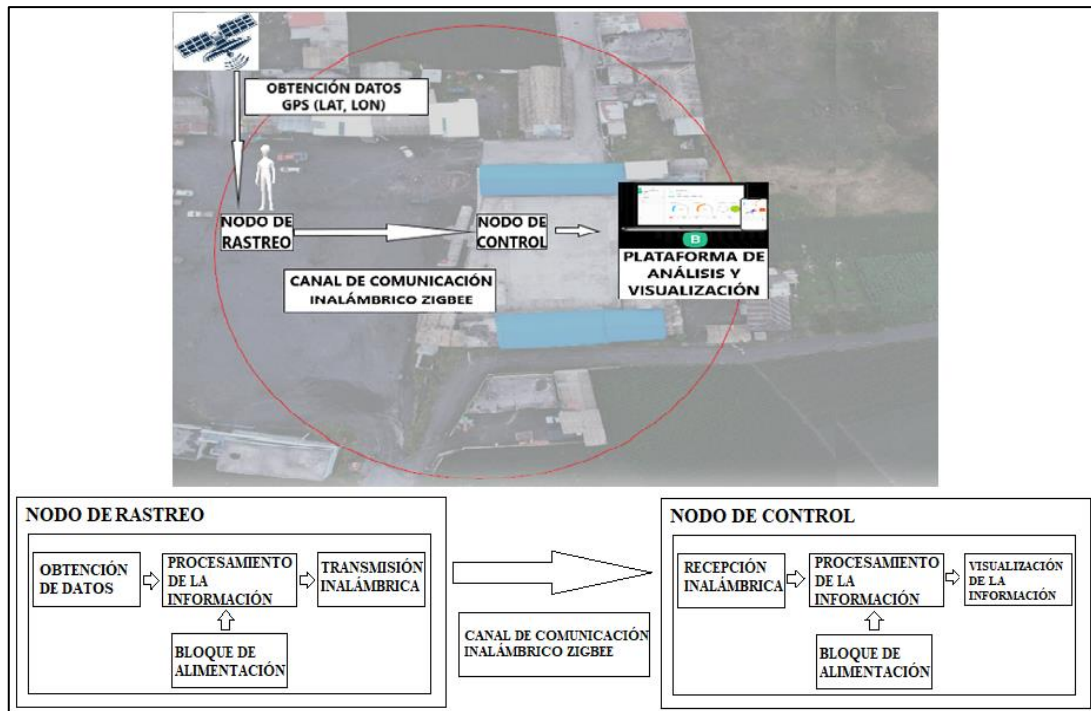 OBTENCIÓN DATOS
GPS (LAT, LON)
NODO DE
RASTREO
NODO DE
CONTROL
CANAL DE COMUNICACIÓN
INALÁMBRICO ZIGBEE
B
PLATAFORMA DE
ANÁLISIS Y
VISUALIZACIÓN
NODO DE RASTREO
OBTENCIÓN
DE DATOS
PROCESAMIENTO
DE LA
INFORMACIÓN
TRANSMISIÓN
INALÁMBRICA
BLOQUE DE
ALIMENTACIÓN
CANAL DE COMUNICACIÓN
INALÁMBRICO ZIGBEE
NODO DE CONTROL
RECEPCIÓN
INALÁMBRICA
PROCESAMIENTO
DE LA
INFORMACIÓN
VISUALIZACIÓN
DE LA
INFORMACIÓN
BLOQUE DE
ALIMENTACIÓN